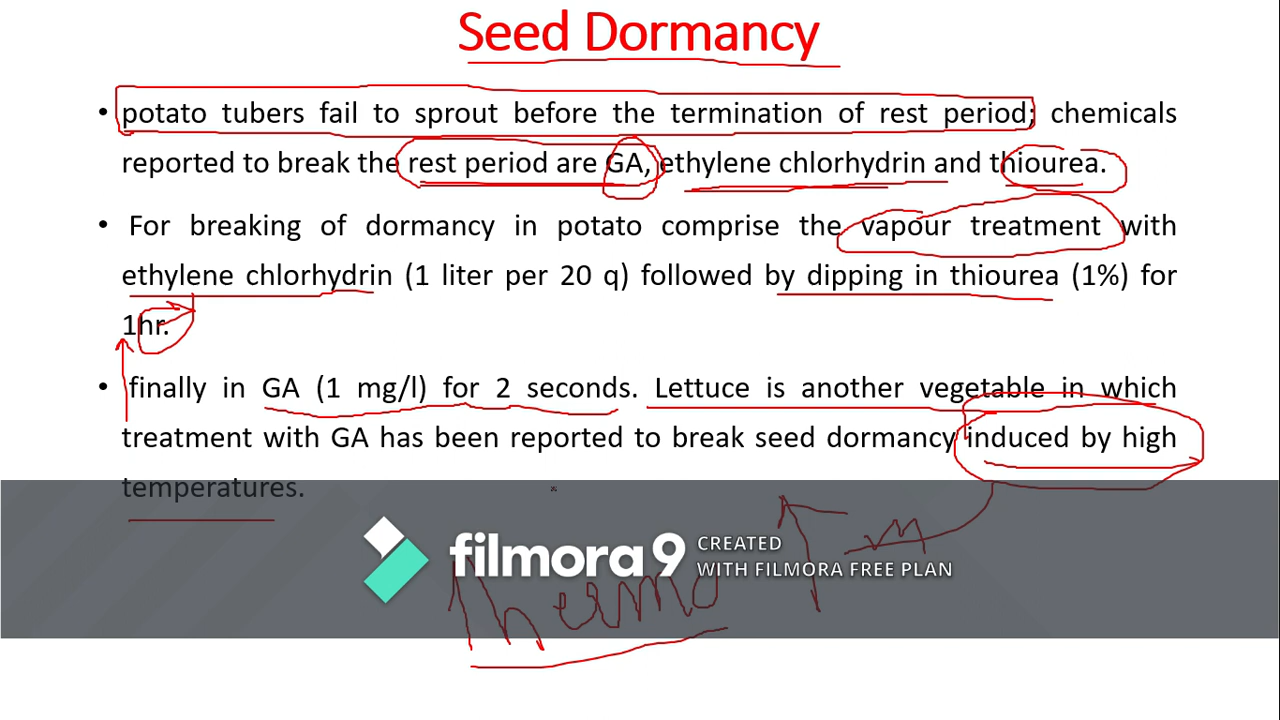 Seed Dormancy
• potato tubers fail to sprout before the termination of rest period; chemicals
reported to break the rest period are GA, ethylene chlorhydrin and thiourea.
• For breaking of dormancy in potato comprise the vapour treatment with
ethylene chlorhydrin (1 liter per 20 q) followed by dipping in thiourea (1%) for
1hr.
• finally in GA (1 mg/l) for 2 seconds. Lettuce is another vegetable in which
treatment with GA has been reported to break seed dormancy induced by high
temperatures.
filmora9 CREATED
WITH FILMORA FREE PLAN
Thermo